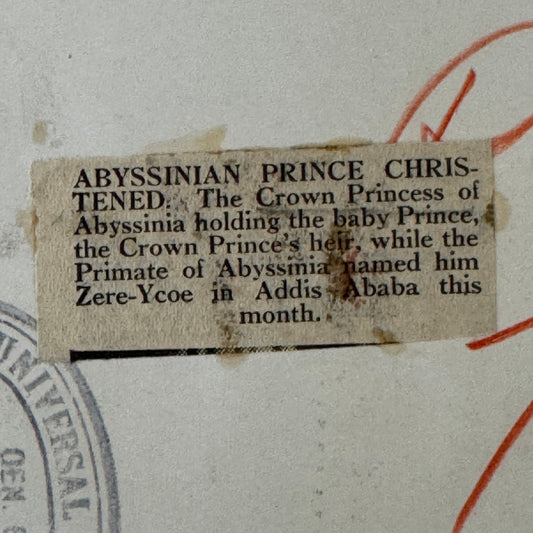 ABYSSINIAN PRINCE CHRIS-
TENED. The Crown Princess of
Abyssinia holding the baby Prince,
the Crown Prince's heir, while the
Primate of Abyssinia named him
Zere-Ycoe in Addis Ababa this
month.
UNIVERSAL
GEN.